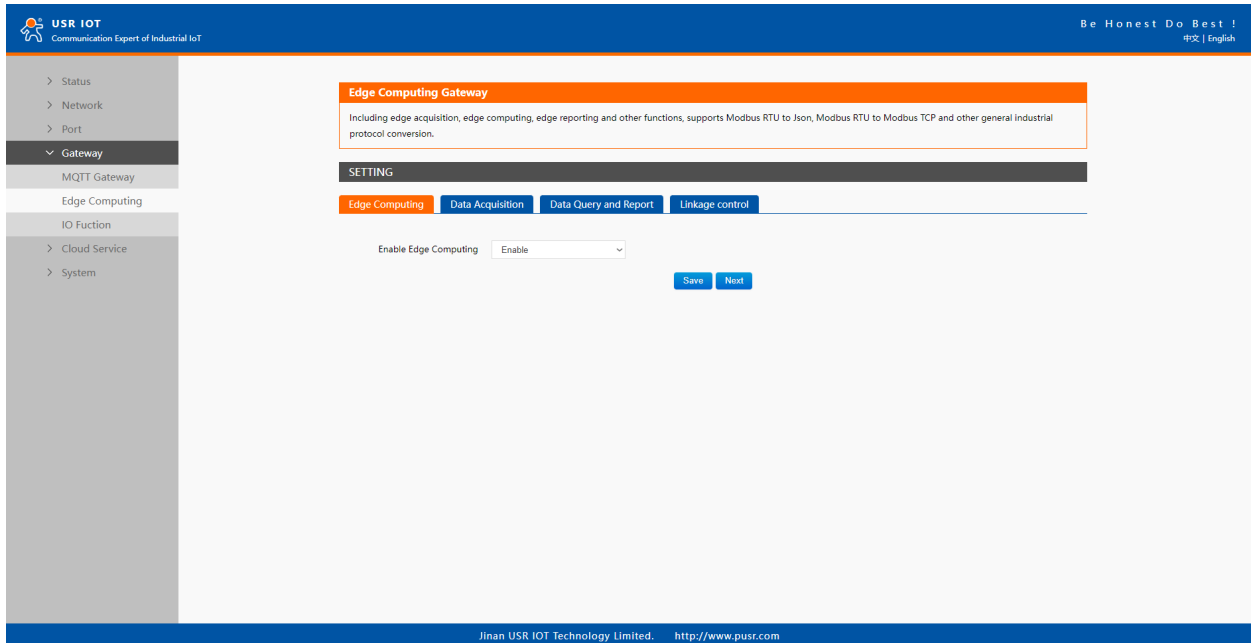 USR IOT
Communication Expert of Industrial IoT
Be Honest Do Best !
中文 | English
Status
Network
Port
Gateway
MQTT Gateway
Edge Computing
IO Fuction
Cloud Service
System
Edge Computing Gateway
Including edge acquisition, edge computing, edge reporting and other functions, supports Modbus RTU to Json, Modbus RTU to Modbus TCP and other general industrial
protocol conversion.
SETTING
Edge Computing Data Acquisition Data Query and Report Linkage control
Enable Edge Computing Enable
Save Next
Jinan USR IOT Technology Limited. http://www.pusr.com